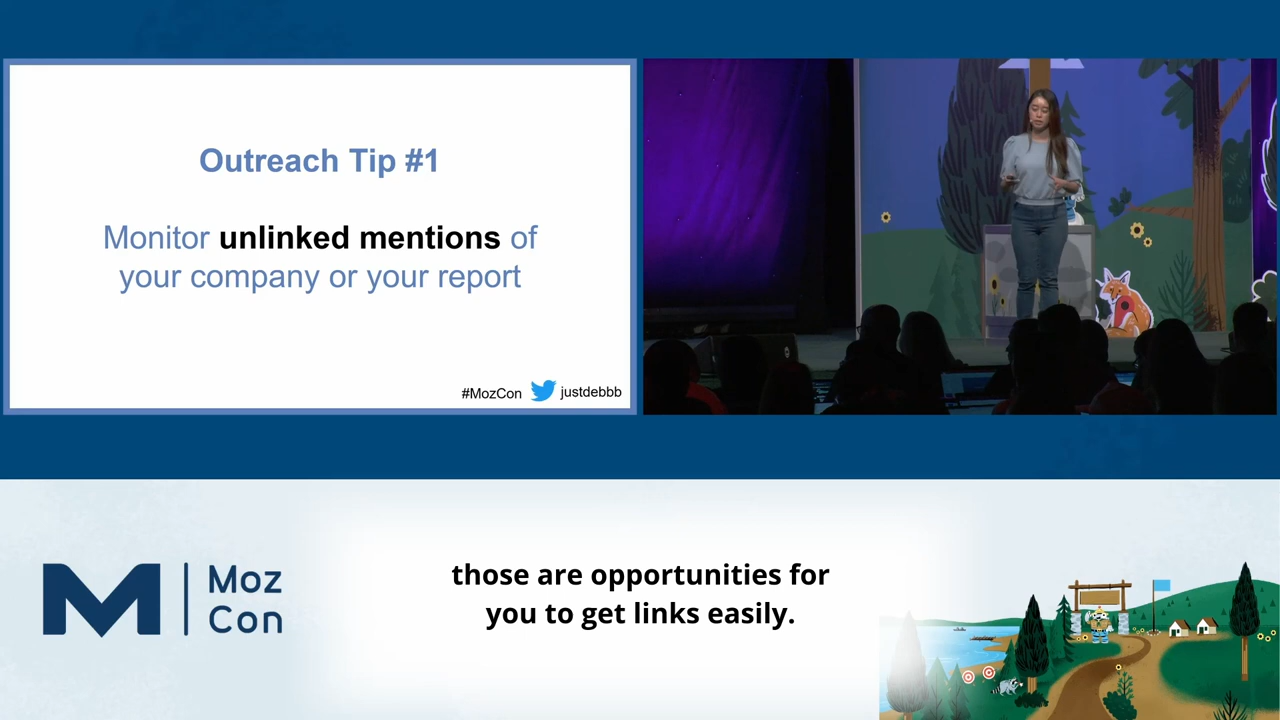 Outreach Tip #1
Monitor unlinked mentions of
your company or your report
#MozCon justdebbb
Moz
Con
those are opportunities for
you to get links easily.